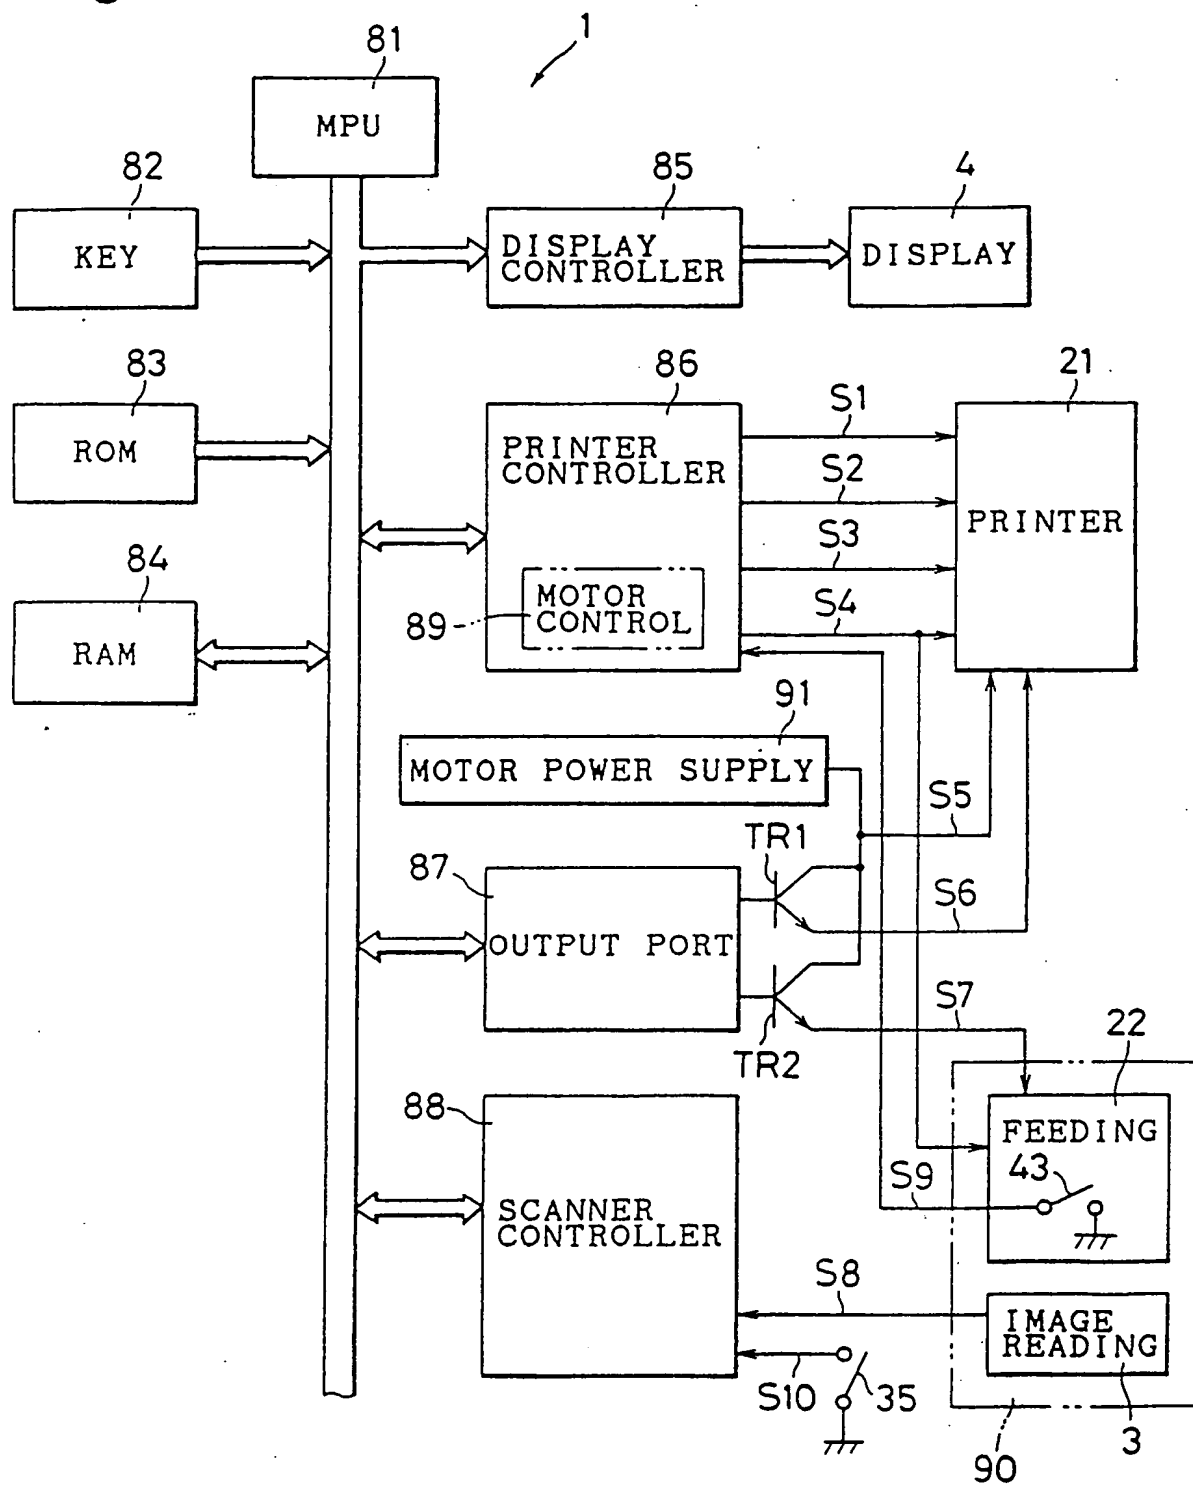 1
81
MPU
82
KEY
85
DISPLAY
CONTROLLER
4
DISPLAY
83
ROM
86
PRINTER
CONTROLLER
S1
S2
S3
S4
21
PRINTER
84
RAM
89
MOTOR
CONTROL
91
MOTOR POWER SUPPLY
S5
TR1
87
OUTPUT PORT
S6
S7
TR2
22
FEEDING
43
88
S9
SCANNER
CONTROLLER
S8
IMAGE
READING
S10
35
3
90